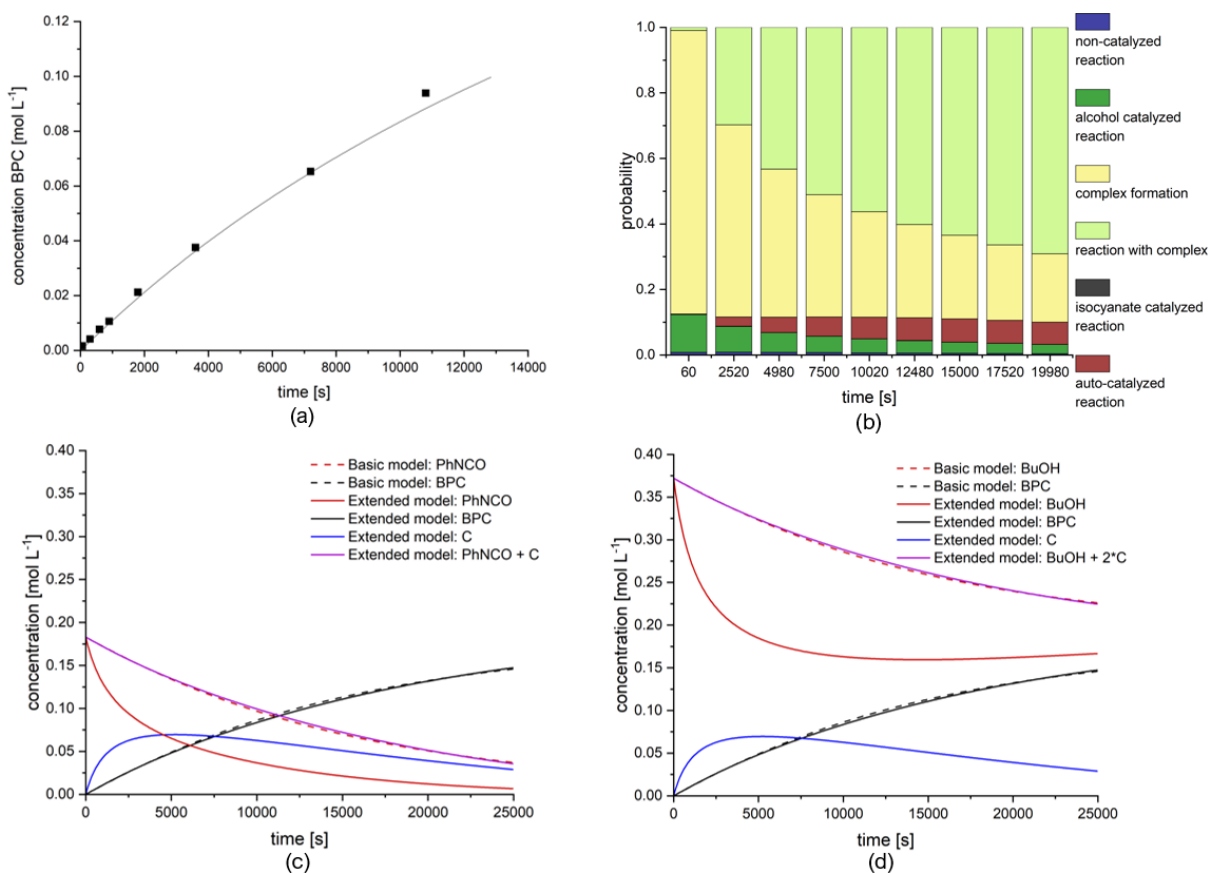 0.12
0.10
0.08
0.06
0.04
0.02
0.00
concentration BPC [mol L⁻¹]
0 2000 4000 6000 8000 10000 12000 14000
time [s]
(a)
1.0
0.8
0.6
0.4
0.2
0.0
probability
60 2520 4980 7500 10020 12480 15000 17520 19980
time [s]
(b)
non-catalyzed
reaction
alcohol catalyzed
reaction
complex formation
reaction with complex
isocyanate catalyzed
reaction
auto-catalyzed
reaction
0.40
0.35
0.30
0.25
0.20
0.15
0.10
0.05
0.00
concentration [mol L⁻¹]
Basic model: PhNCO
Basic model: BPC
Extended model: PhNCO
Extended model: BPC
Extended model: C
Extended model: PhNCO + C
0 5000 10000 15000 20000 25000
time [s]
(c)
0.40
0.35
0.30
0.25
0.20
0.15
0.10
0.05
0.00
concentration [mol L⁻¹]
Basic model: BuOH
Basic model: BPC
Extended model: BuOH
Extended model: BPC
Extended model: C
Extended model: BuOH + 2*C
0 5000 10000 15000 20000 25000
time [s]
(d)